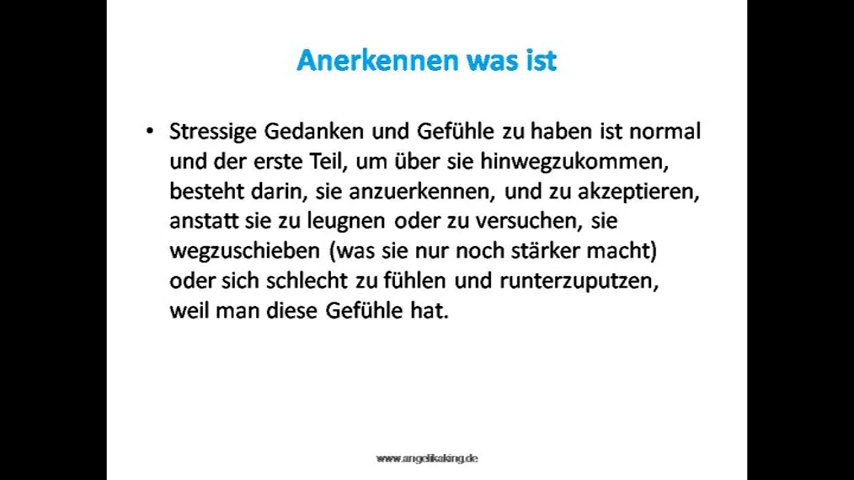 Anerkennen was ist
• Stressige Gedanken und Gefühle zu haben ist normal
und der erste Teil, um über sie hinwegzukommen,
besteht darin, sie anzuerkennen, und zu akzeptieren,
anstatt sie zu leugnen oder zu versuchen, sie
wegzuschieben (was sie nur noch stärker macht)
oder sich schlecht zu fühlen und runterzuputzen,
weil man diese Gefühle hat.
www.angelikaking.de